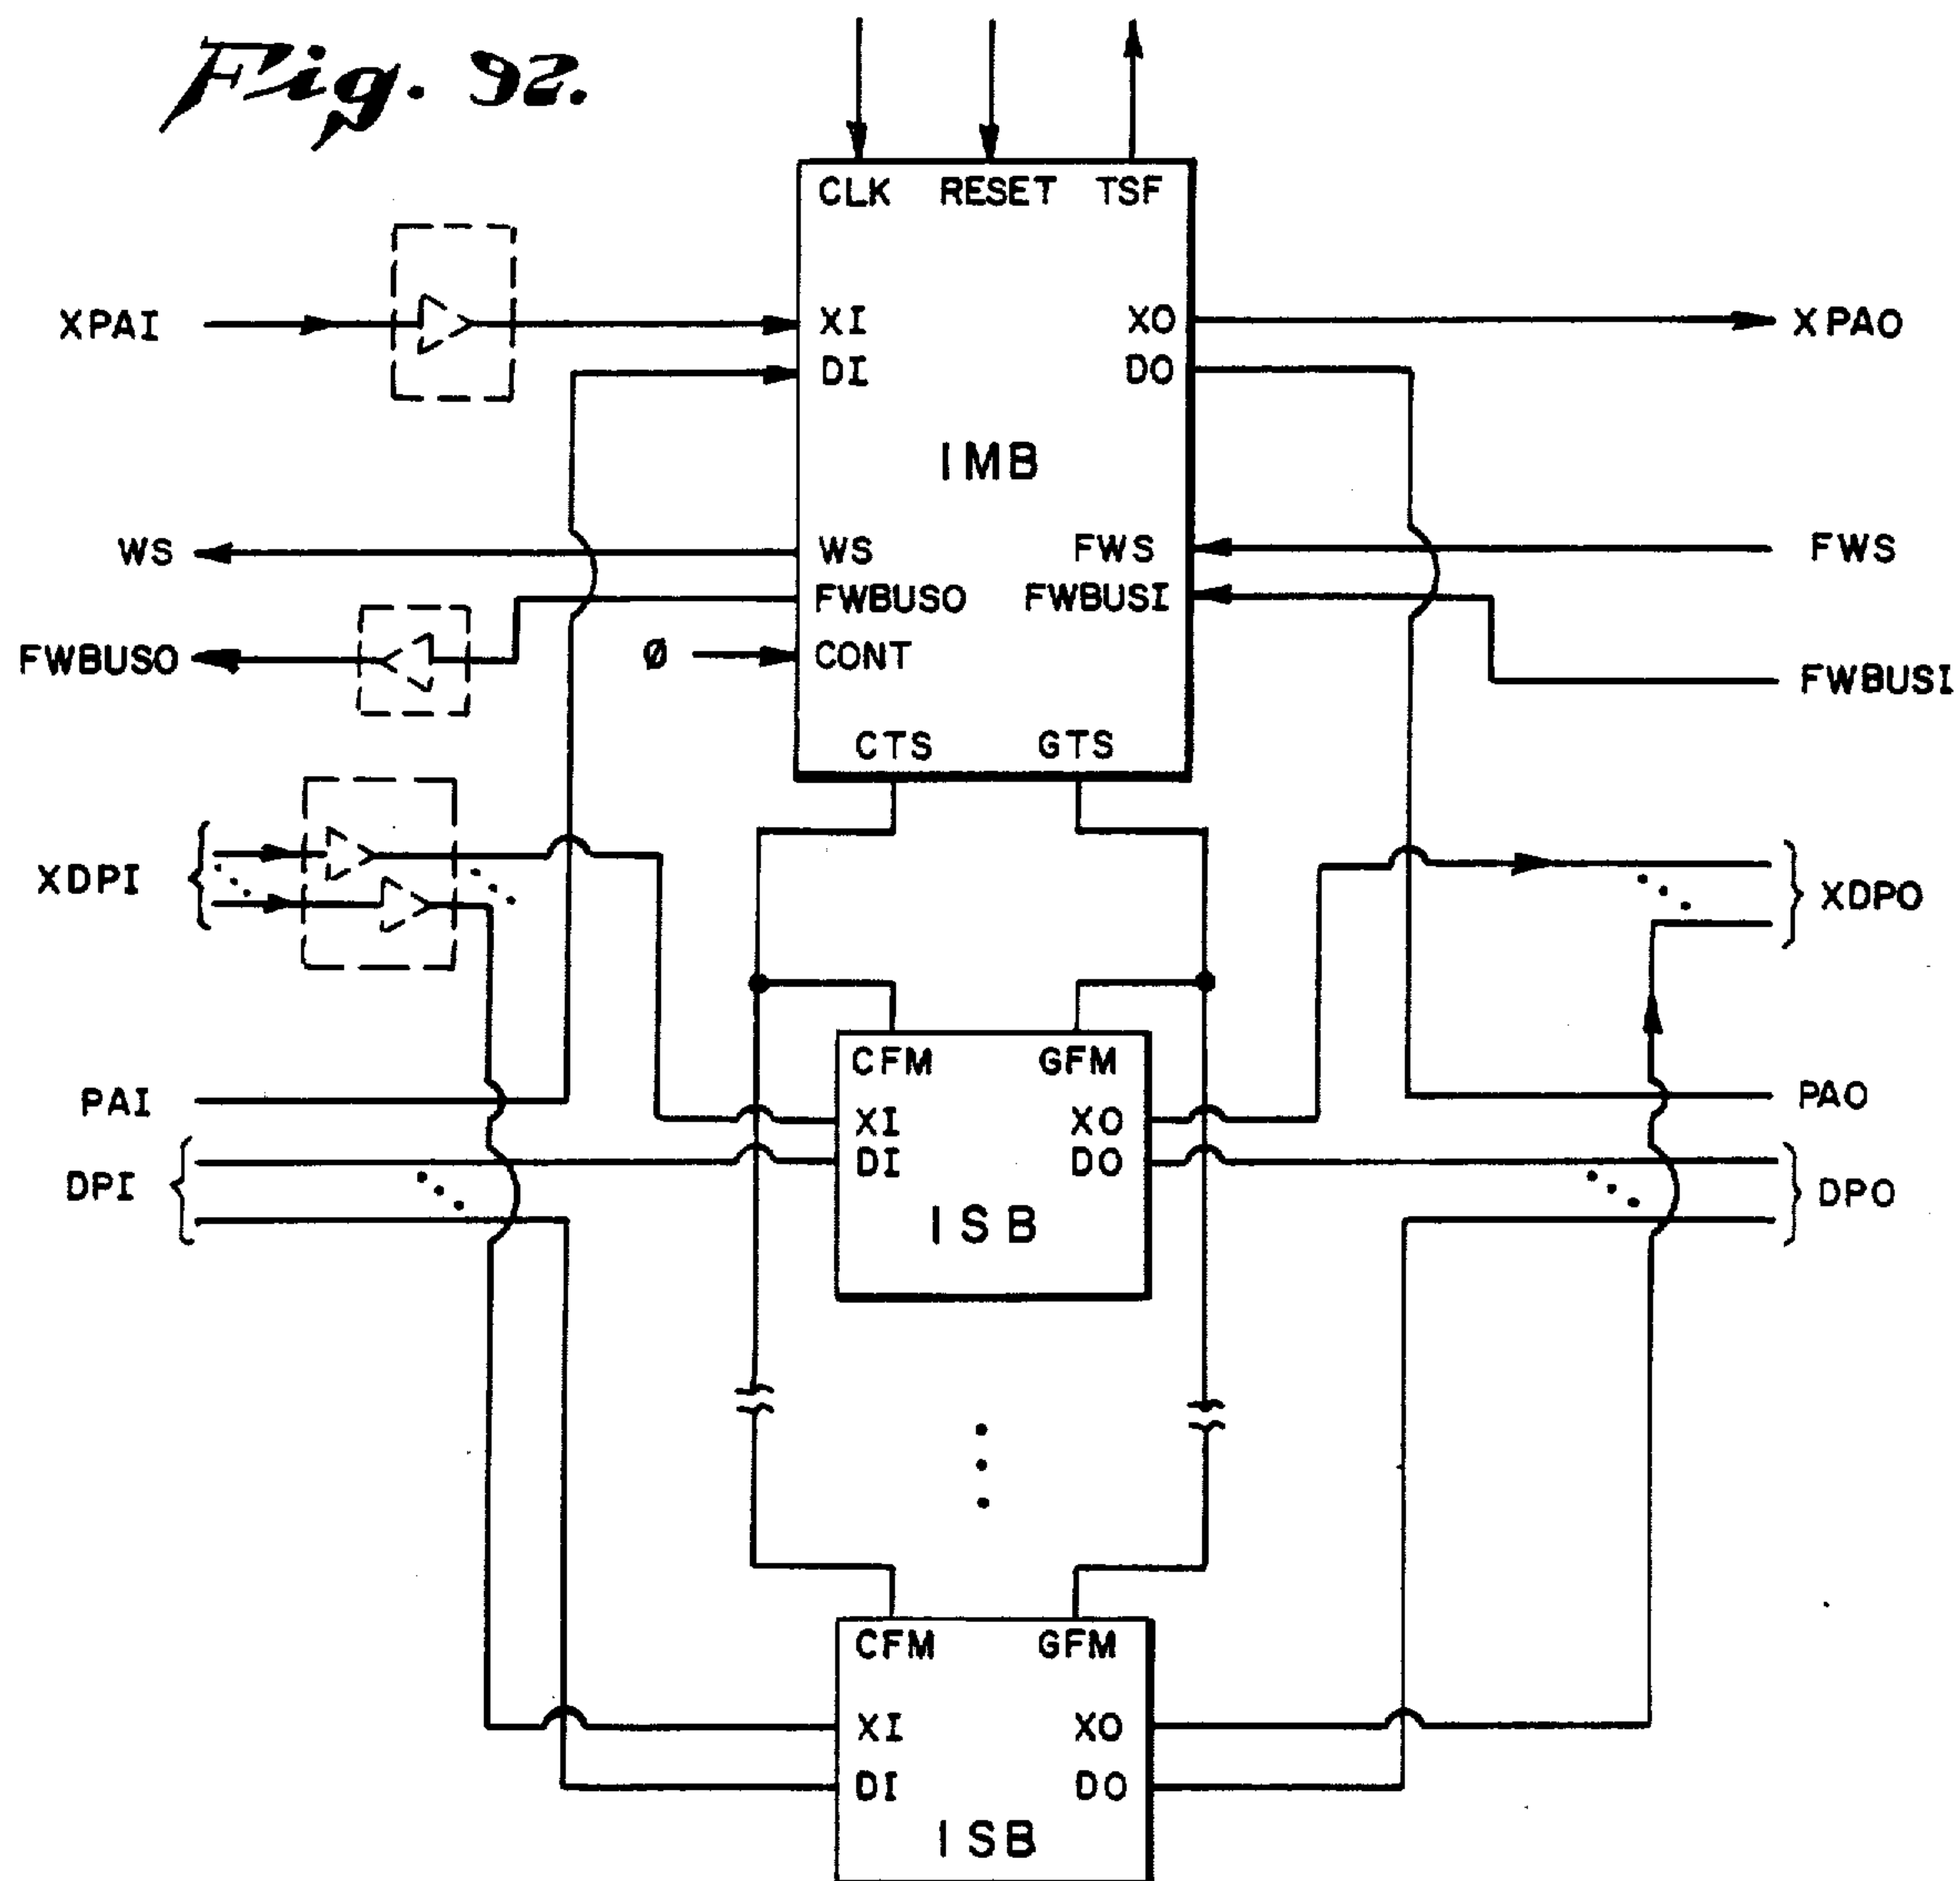 Fig. 92.
CLK RESET TSF
XPAI XI XO XPAO
DI DO
IMB
WS WS FWS FWS
FWBUSO FWBUSI
FWBUSO Ø CONT FWBUSI
CTS GTS
XDPI XDPO
CFM GFM
PAI PAO
XI XO
DI DO
DPI DPO
ISB
CFM GFM
XI XO
DI DO
ISB